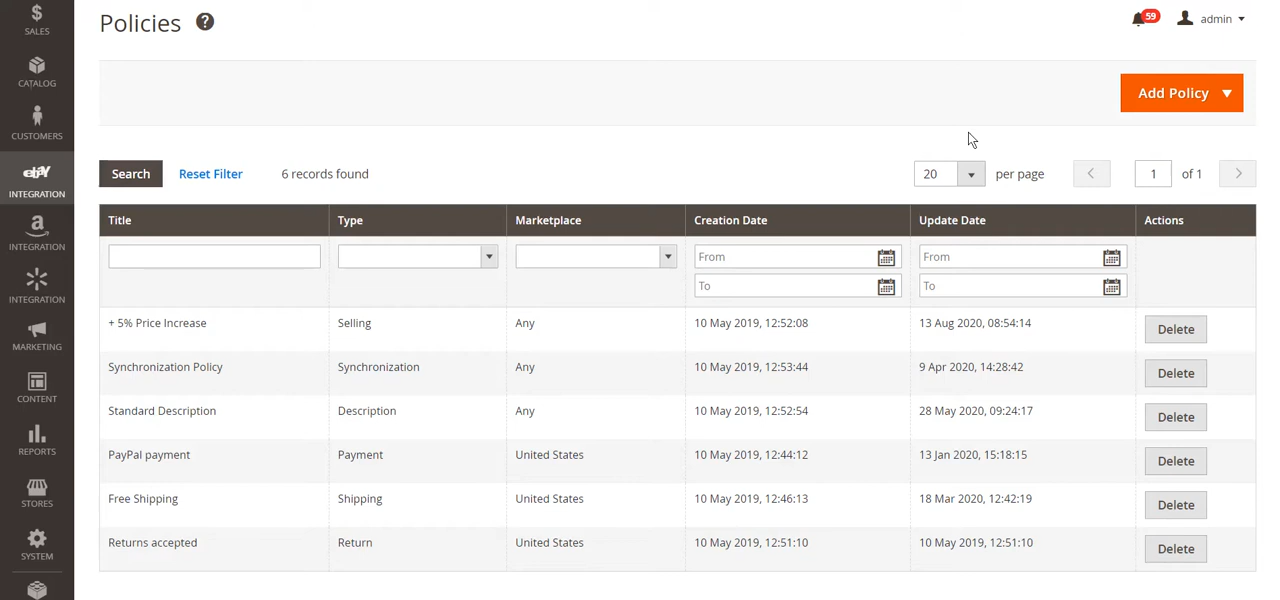 Policies ?
59 admin
SALES
CATALOG
CUSTOMERS
ebay
INTEGRATION
a
INTEGRATION
INTEGRATION
MARKETING
CONTENT
REPORTS
STORES
SYSTEM
Add Policy
Search Reset Filter 6 records found 20 per page 1 of 1
Title Type Marketplace Creation Date Update Date Actions
From From
To To
+ 5% Price Increase Selling Any 10 May 2019, 12:52:08 13 Aug 2020, 08:54:14 Delete
Synchronization Policy Synchronization Any 10 May 2019, 12:53:44 9 Apr 2020, 14:28:42 Delete
Standard Description Description Any 10 May 2019, 12:52:54 28 May 2020, 09:24:17 Delete
PayPal payment Payment United States 10 May 2019, 12:44:12 13 Jan 2020, 15:18:15 Delete
Free Shipping Shipping United States 10 May 2019, 12:46:13 18 Mar 2020, 12:42:19 Delete
Returns accepted Return United States 10 May 2019, 12:51:10 10 May 2019, 12:51:10 Delete